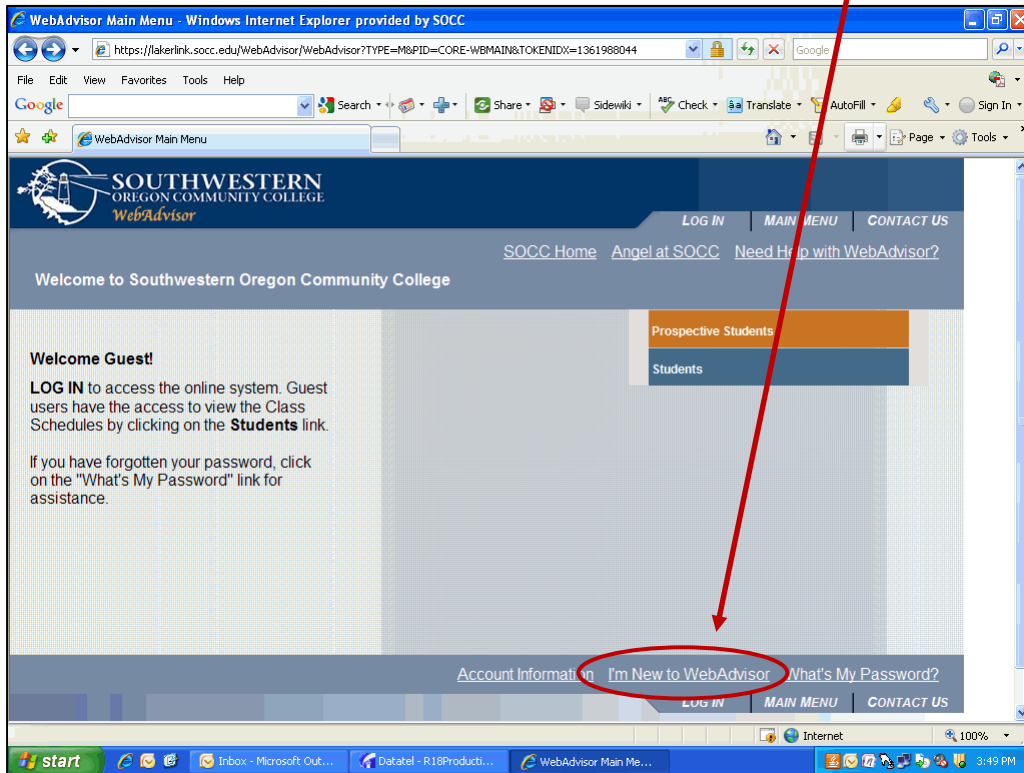 WebAdvisor Main Menu - Windows Internet Explorer provided by SOCC
https://lakerlink.socc.edu/WebAdvisor/WebAdvisor?TYPE=M&PID=CORE-WBMAIN&TOKENIDX=1361988044
Google
File Edit View Favorites Tools Help
Google Search Share Sidewiki ABC Check Translate AutoFill Sign In
WebAdvisor Main Menu Page Tools
SOUTHWESTERN
OREGON COMMUNITY COLLEGE
WebAdvisor
LOG IN MAIN MENU CONTACT US
SOCC Home Angel at SOCC Need Help with WebAdvisor?
Welcome to Southwestern Oregon Community College
Prospective Students
Students
Welcome Guest!
LOG IN to access the online system. Guest
users have the access to view the Class
Schedules by clicking on the Students link.
If you have forgotten your password, click
on the "What's My Password" link for
assistance.
Account Information I'm New to WebAdvisor What's My Password?
LOG IN MAIN MENU CONTACT US
Internet 100%
start Inbox - Microsoft Out... Datatel - R18Producti... WebAdvisor Main Me... 3:49 PM